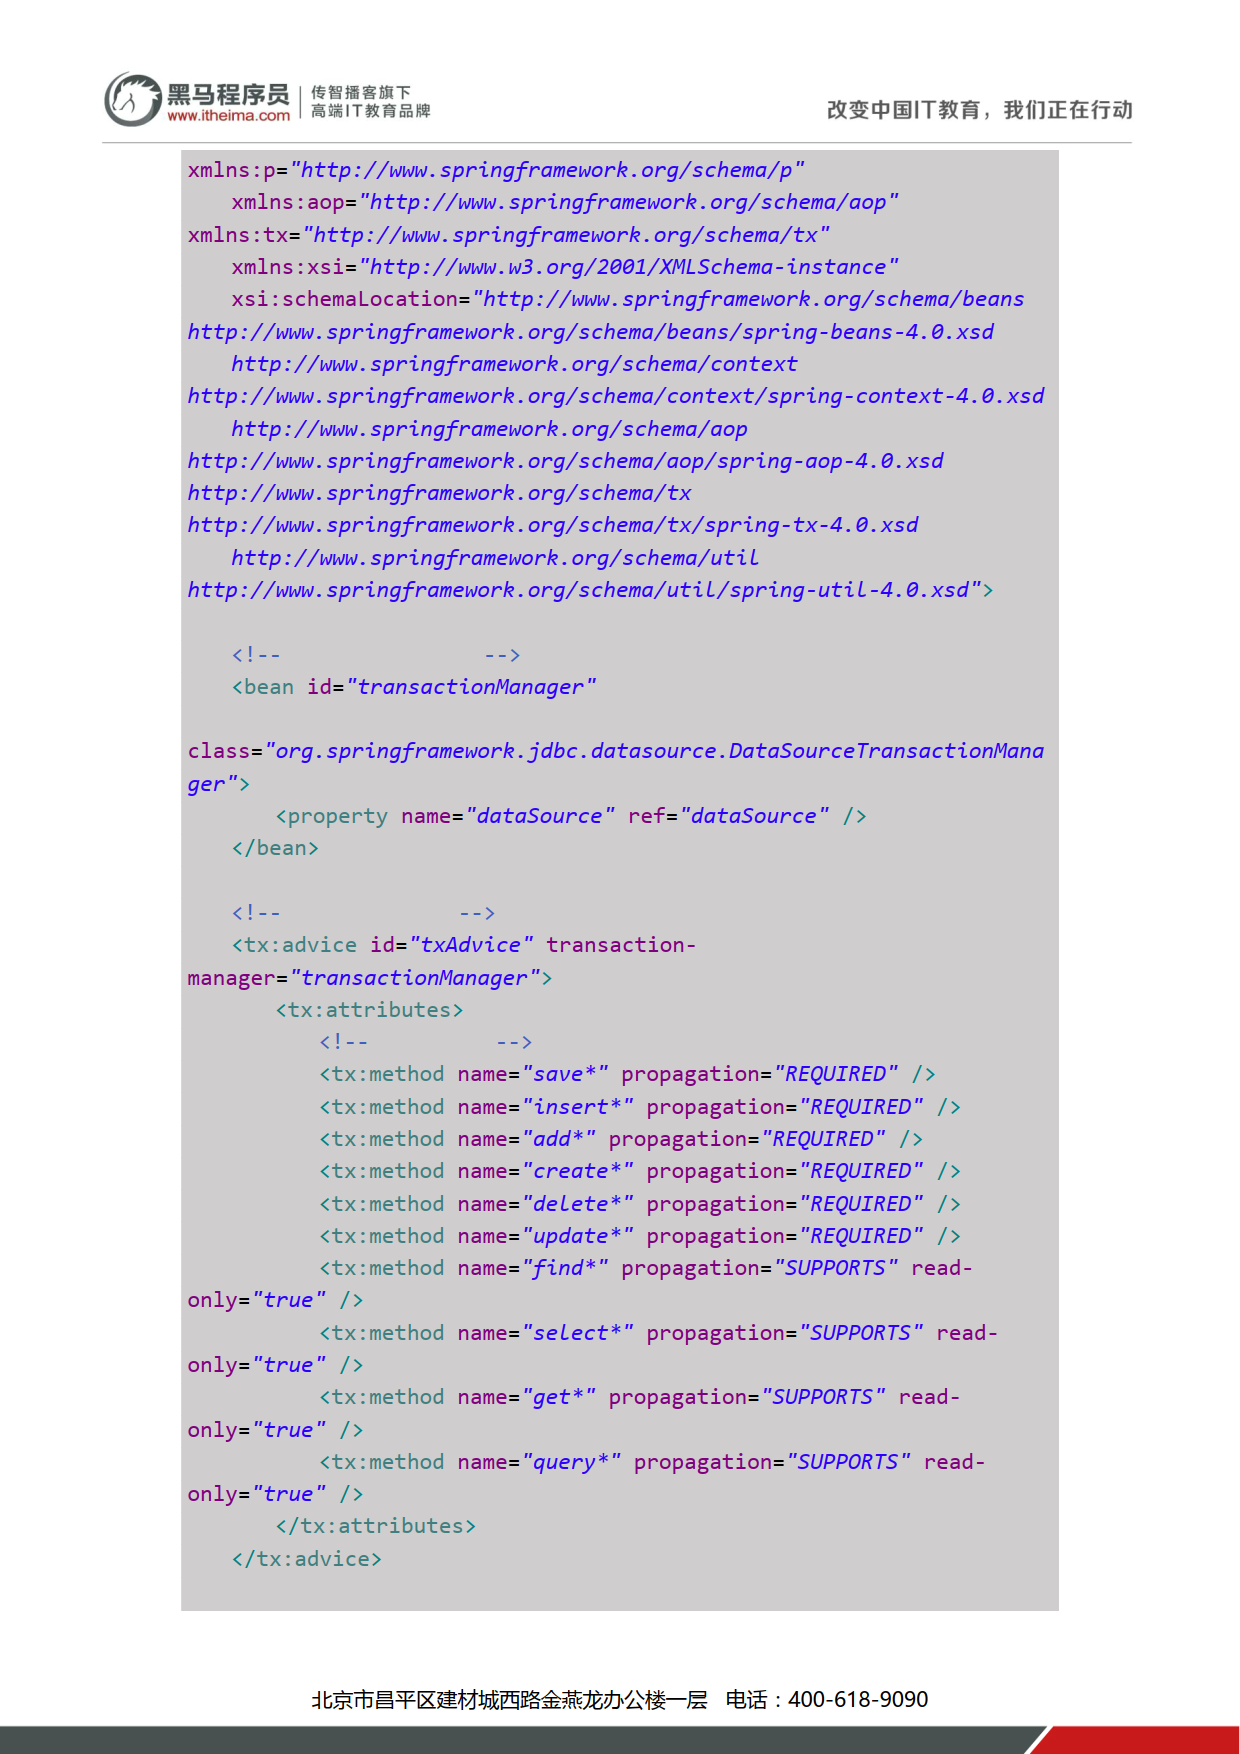 黑马程序员
www.itheima.com
传智播客旗下
高端IT教育品牌
改变中国IT教育，我们正在行动
xmlns:p="http://www.springframework.org/schema/p"
xmlns:aop="http://www.springframework.org/schema/aop"
xmlns:tx="http://www.springframework.org/schema/tx"
xmlns:xsi="http://www.w3.org/2001/XMLSchema-instance"
xsi:schemaLocation="http://www.springframework.org/schema/beans
http://www.springframework.org/schema/beans/spring-beans-4.0.xsd
http://www.springframework.org/schema/context
http://www.springframework.org/schema/context/spring-context-4.0.xsd
http://www.springframework.org/schema/aop
http://www.springframework.org/schema/aop/spring-aop-4.0.xsd
http://www.springframework.org/schema/tx
http://www.springframework.org/schema/tx/spring-tx-4.0.xsd
http://www.springframework.org/schema/util
http://www.springframework.org/schema/util/spring-util-4.0.xsd">
<!-- -->
<bean id="transactionManager"
class="org.springframework.jdbc.datasource.DataSourceTransactionMana
ger">
<property name="dataSource" ref="dataSource" />
</bean>
<!-- -->
<tx:advice id="txAdvice" transaction-
manager="transactionManager">
<tx:attributes>
<!-- -->
<tx:method name="save*" propagation="REQUIRED" />
<tx:method name="insert*" propagation="REQUIRED" />
<tx:method name="add*" propagation="REQUIRED" />
<tx:method name="create*" propagation="REQUIRED" />
<tx:method name="delete*" propagation="REQUIRED" />
<tx:method name="update*" propagation="REQUIRED" />
<tx:method name="find*" propagation="SUPPORTS" read-
only="true" />
<tx:method name="select*" propagation="SUPPORTS" read-
only="true" />
<tx:method name="get*" propagation="SUPPORTS" read-
only="true" />
<tx:method name="query*" propagation="SUPPORTS" read-
only="true" />
</tx:attributes>
</tx:advice>
北京市昌平区建材城西路金燕龙办公楼一层 电话：400-618-9090